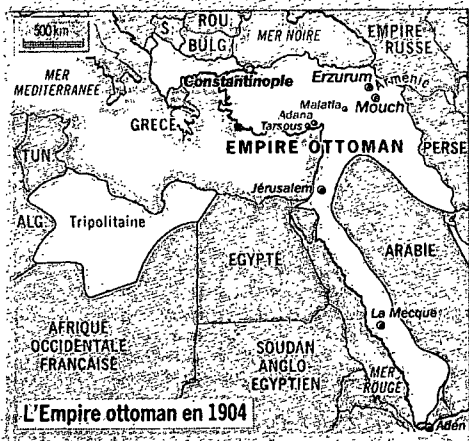 500 km
S.
ROU.
BULG.
MER NOIRE
EMPIRE
RUSSE
MER
MEDITERRANÉE
Constantinople
Erzurum
Arménie
Mouch
Malatia
Adana
Tarsous
GRECE
EMPIRE OTTOMAN
PERSE
TUN.
Jérusalem
ALG.
Tripolitaine
EGYPTE
ARABIE
La Mecque
AFRIQUE
OCCIDENTALE
FRANÇAISE
SOUDAN
ANGLO-
EGYPTIEN
MER
ROUGE
Aden
L'Empire ottoman en 1904